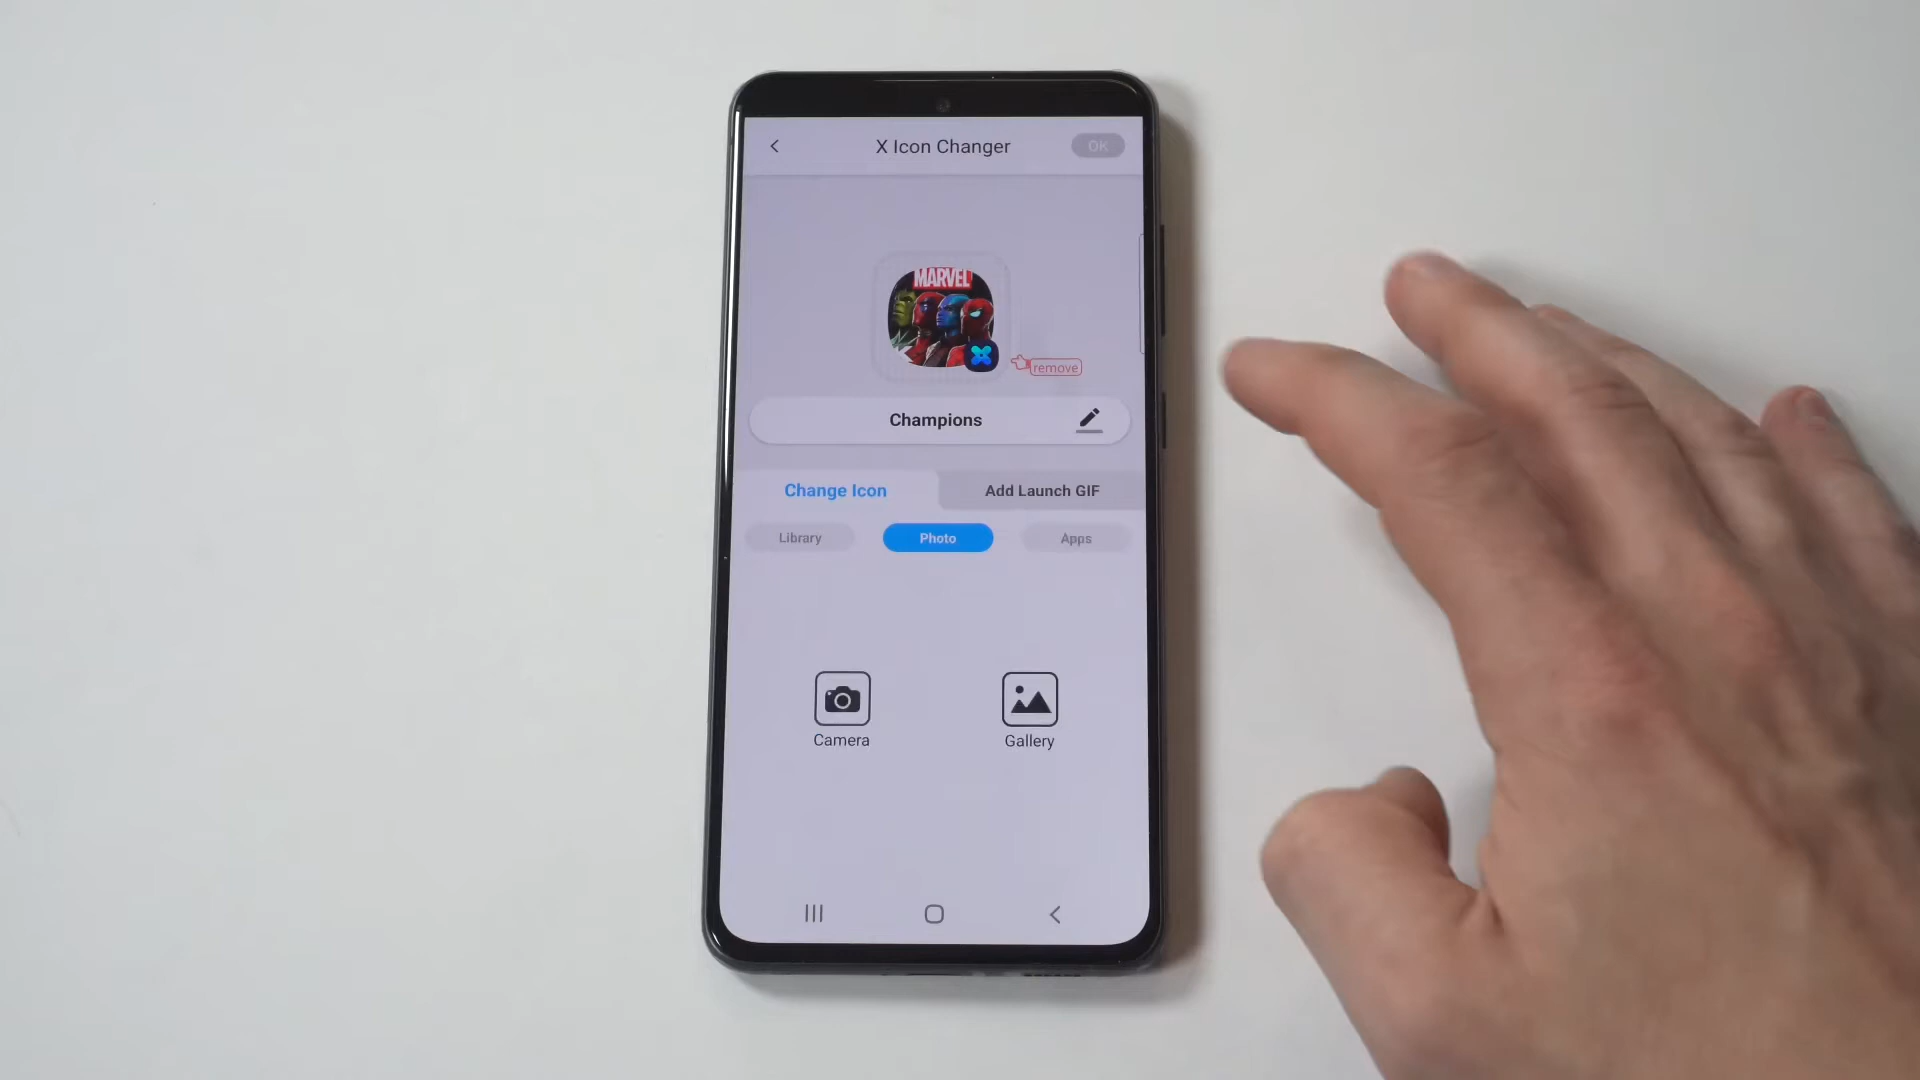 X Icon Changer
OK
MARVEL
remove
Champions
Change Icon
Add Launch GIF
Library
Photo
Apps
Camera
Gallery